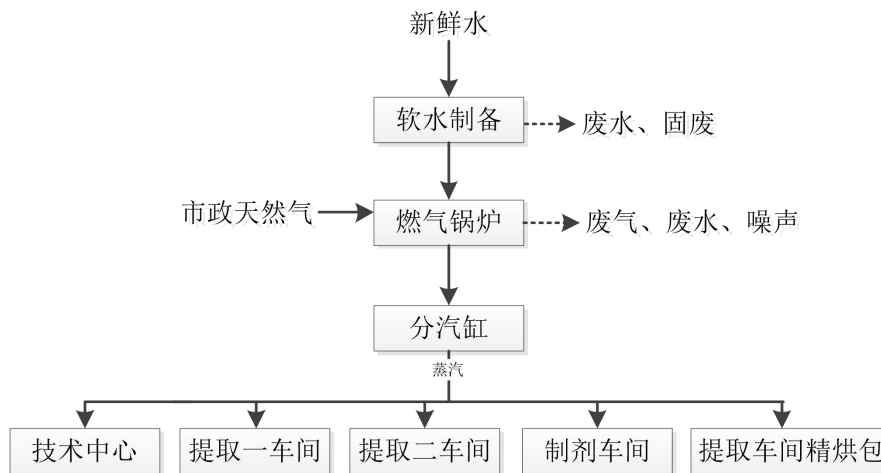 新鲜水
软水制备
废水、固废
市政天然气
燃气锅炉
废气、废水、噪声
分汽缸
蒸汽
技术中心
提取一车间
提取二车间
制剂车间
提取车间精烘包